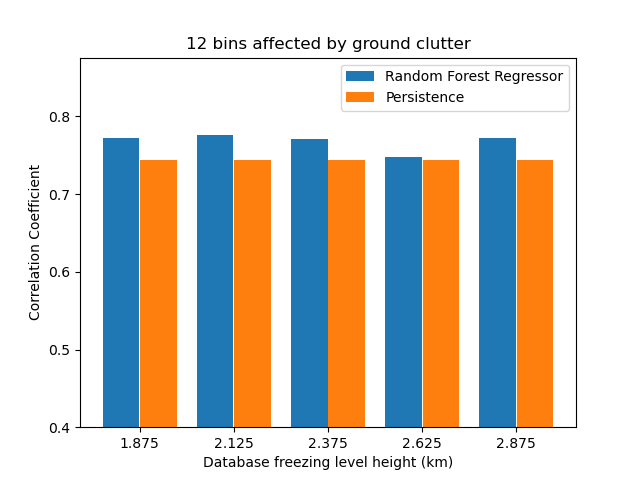 12 bins affected by ground clutter
Random Forest Regressor
Persistence
Correlation Coefficient
0.8
0.7
0.6
0.5
0.4
1.875
2.125
2.375
2.625
2.875
Database freezing level height (km)